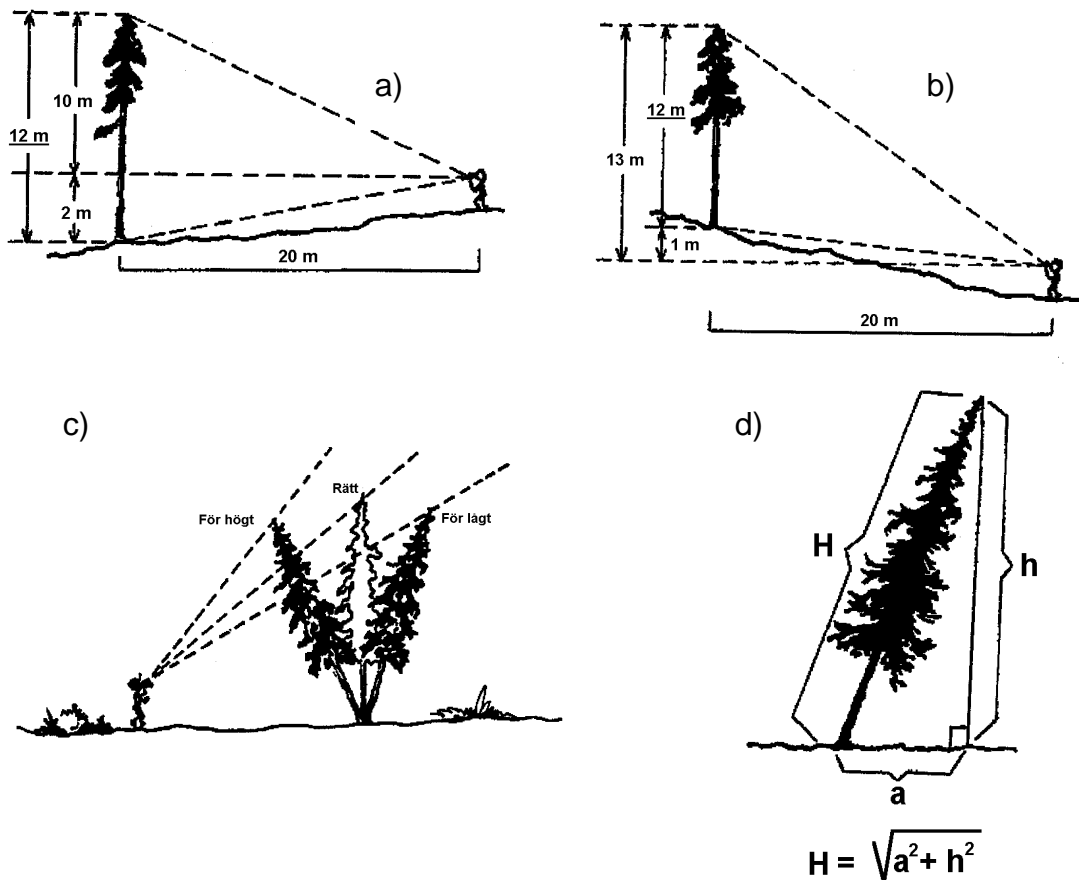 a)
10 m
12 m
2 m
20 m
b)
12 m
13 m
1 m
20 m
c)
För högt
Rätt
För lågt
d)
H
h
a
H = √a² + h²